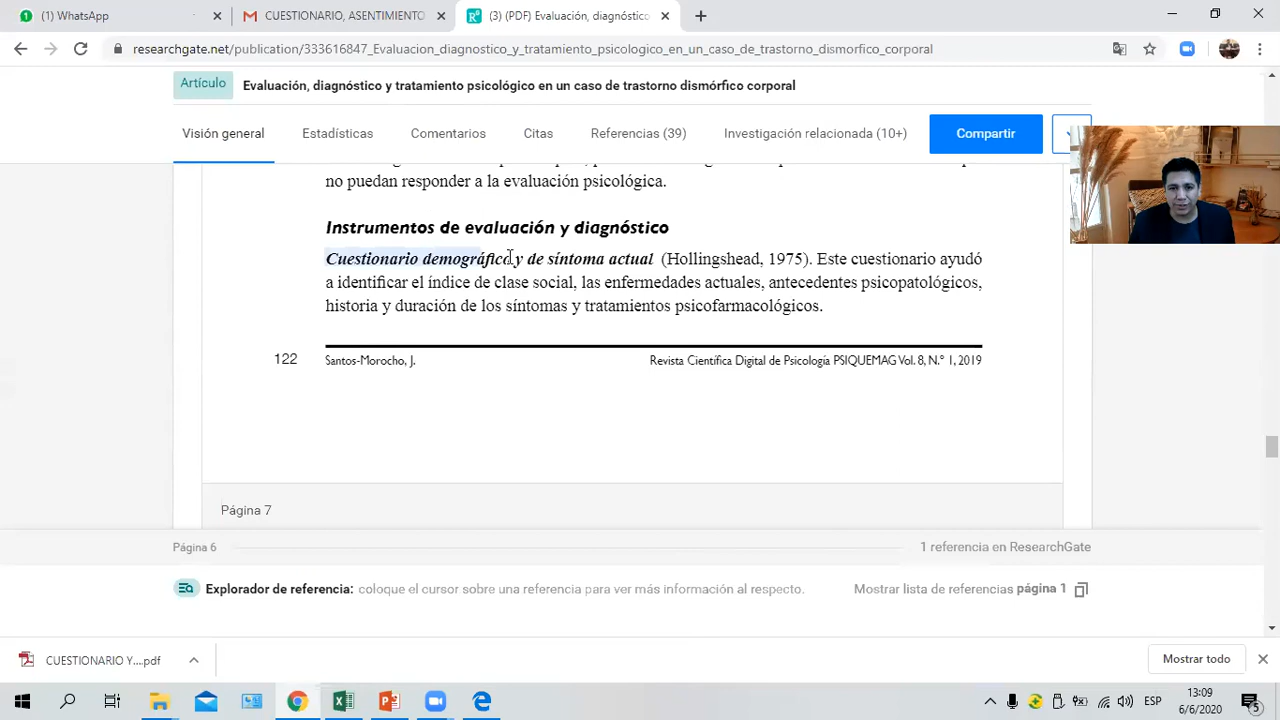 (1) WhatsApp
CUESTIONARIO, ASENTIMIENTO
(3) (PDF) Evaluación, diagnóstico
researchgate.net/publication/333616847_Evaluacion_diagnostico_y_tratamiento_psicologico_en_un_caso_de_trastorno_dismorfico_corporal
Artículo
Evaluación, diagnóstico y tratamiento psicológico en un caso de trastorno dismórfico corporal
Visión general
Estadísticas
Comentarios
Citas
Referencias (39)
Investigación relacionada (10+)
Compartir
no puedan responder a la evaluación psicológica.
Instrumentos de evaluación y diagnóstico
Cuestionario demográfico y de síntoma actual (Hollingshead, 1975). Este cuestionario ayudó
a identificar el índice de clase social, las enfermedades actuales, antecedentes psicopatológicos,
historia y duración de los síntomas y tratamientos psicofarmacológicos.
122
Santos-Morocho, J.
Revista Científica Digital de Psicología PSIQUEMAG Vol. 8, N.° 1, 2019
Página 7
Página 6
1 referencia en ResearchGate
Explorador de referencia: coloque el cursor sobre una referencia para ver más información al respecto.
Mostrar lista de referencias página 1
CUESTIONARIO Y....pdf
Mostrar todo
13:09
ESP
6/6/2020
5